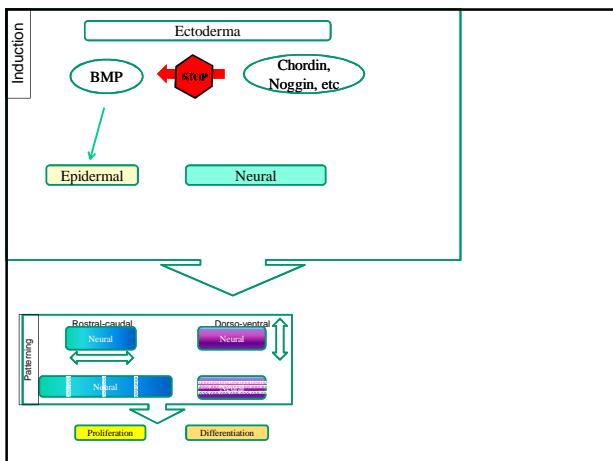 Induction
Ectoderma
BMP
STOP
Chordin,
Noggin, etc
Epidermal
Neural
Patterning
Rostral-caudal
Dorso-ventral
Neural
Neural
Neural
Proliferation
Differentiation